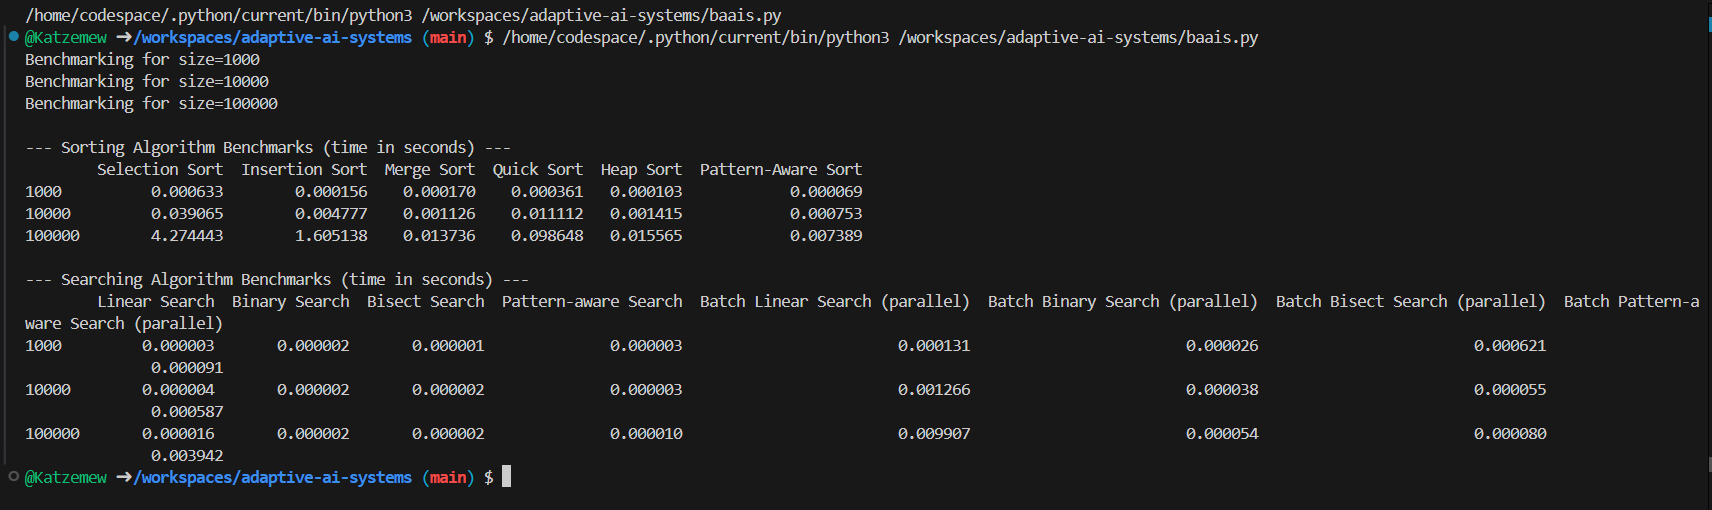 /home/codespace/.python/current/bin/python3 /workspaces/adaptive-ai-systems/baais.py
@Katzemew ➜/workspaces/adaptive-ai-systems (main) $ /home/codespace/.python/current/bin/python3 /workspaces/adaptive-ai-systems/baais.py
Benchmarking for size=1000
Benchmarking for size=10000
Benchmarking for size=100000

--- Sorting Algorithm Benchmarks (time in seconds) ---
        Selection Sort  Insertion Sort  Merge Sort  Quick Sort  Heap Sort  Pattern-Aware Sort
1000          0.000633        0.000156    0.000170    0.000361   0.000103            0.000069
10000         0.039065        0.004777    0.001126    0.011112   0.001415            0.000753
100000        4.274443        1.605138    0.013736    0.098648   0.015565            0.007389

--- Searching Algorithm Benchmarks (time in seconds) ---
        Linear Search  Binary Search  Bisect Search  Pattern-aware Search  Batch Linear Search (parallel)  Batch Binary Search (parallel)  Batch Bisect Search (parallel)  Batch Pattern-a
ware Search (parallel)
1000         0.000003       0.000002       0.000001              0.000003                        0.000131                        0.000026                        0.000621
              0.000091
10000        0.000004       0.000002       0.000002              0.000003                        0.001266                        0.000038                        0.000055
              0.000587
100000       0.000016       0.000002       0.000002              0.000010                        0.009907                        0.000054                        0.000080
              0.003942
@Katzemew ➜/workspaces/adaptive-ai-systems (main) $